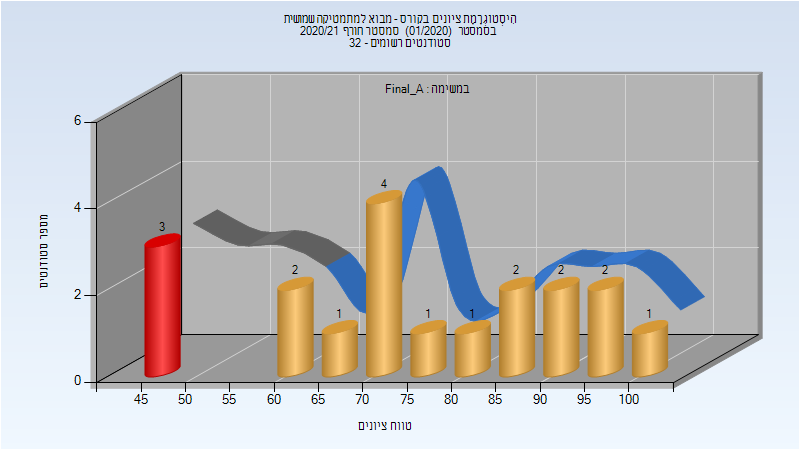 היסטוגרמת ציונים בקורס - מבוא למתמטיקה שמושית
בסמסטר (01/2020) סמסטר חורף 2020/21
סטודנטים רשומים - 32
במשימה : Final_A
6
4
2
0
מספר סטודנטים
3
2
1
4
1
1
2
2
2
1
45 50 55 60 65 70 75 80 85 90 95 100
טווח ציונים